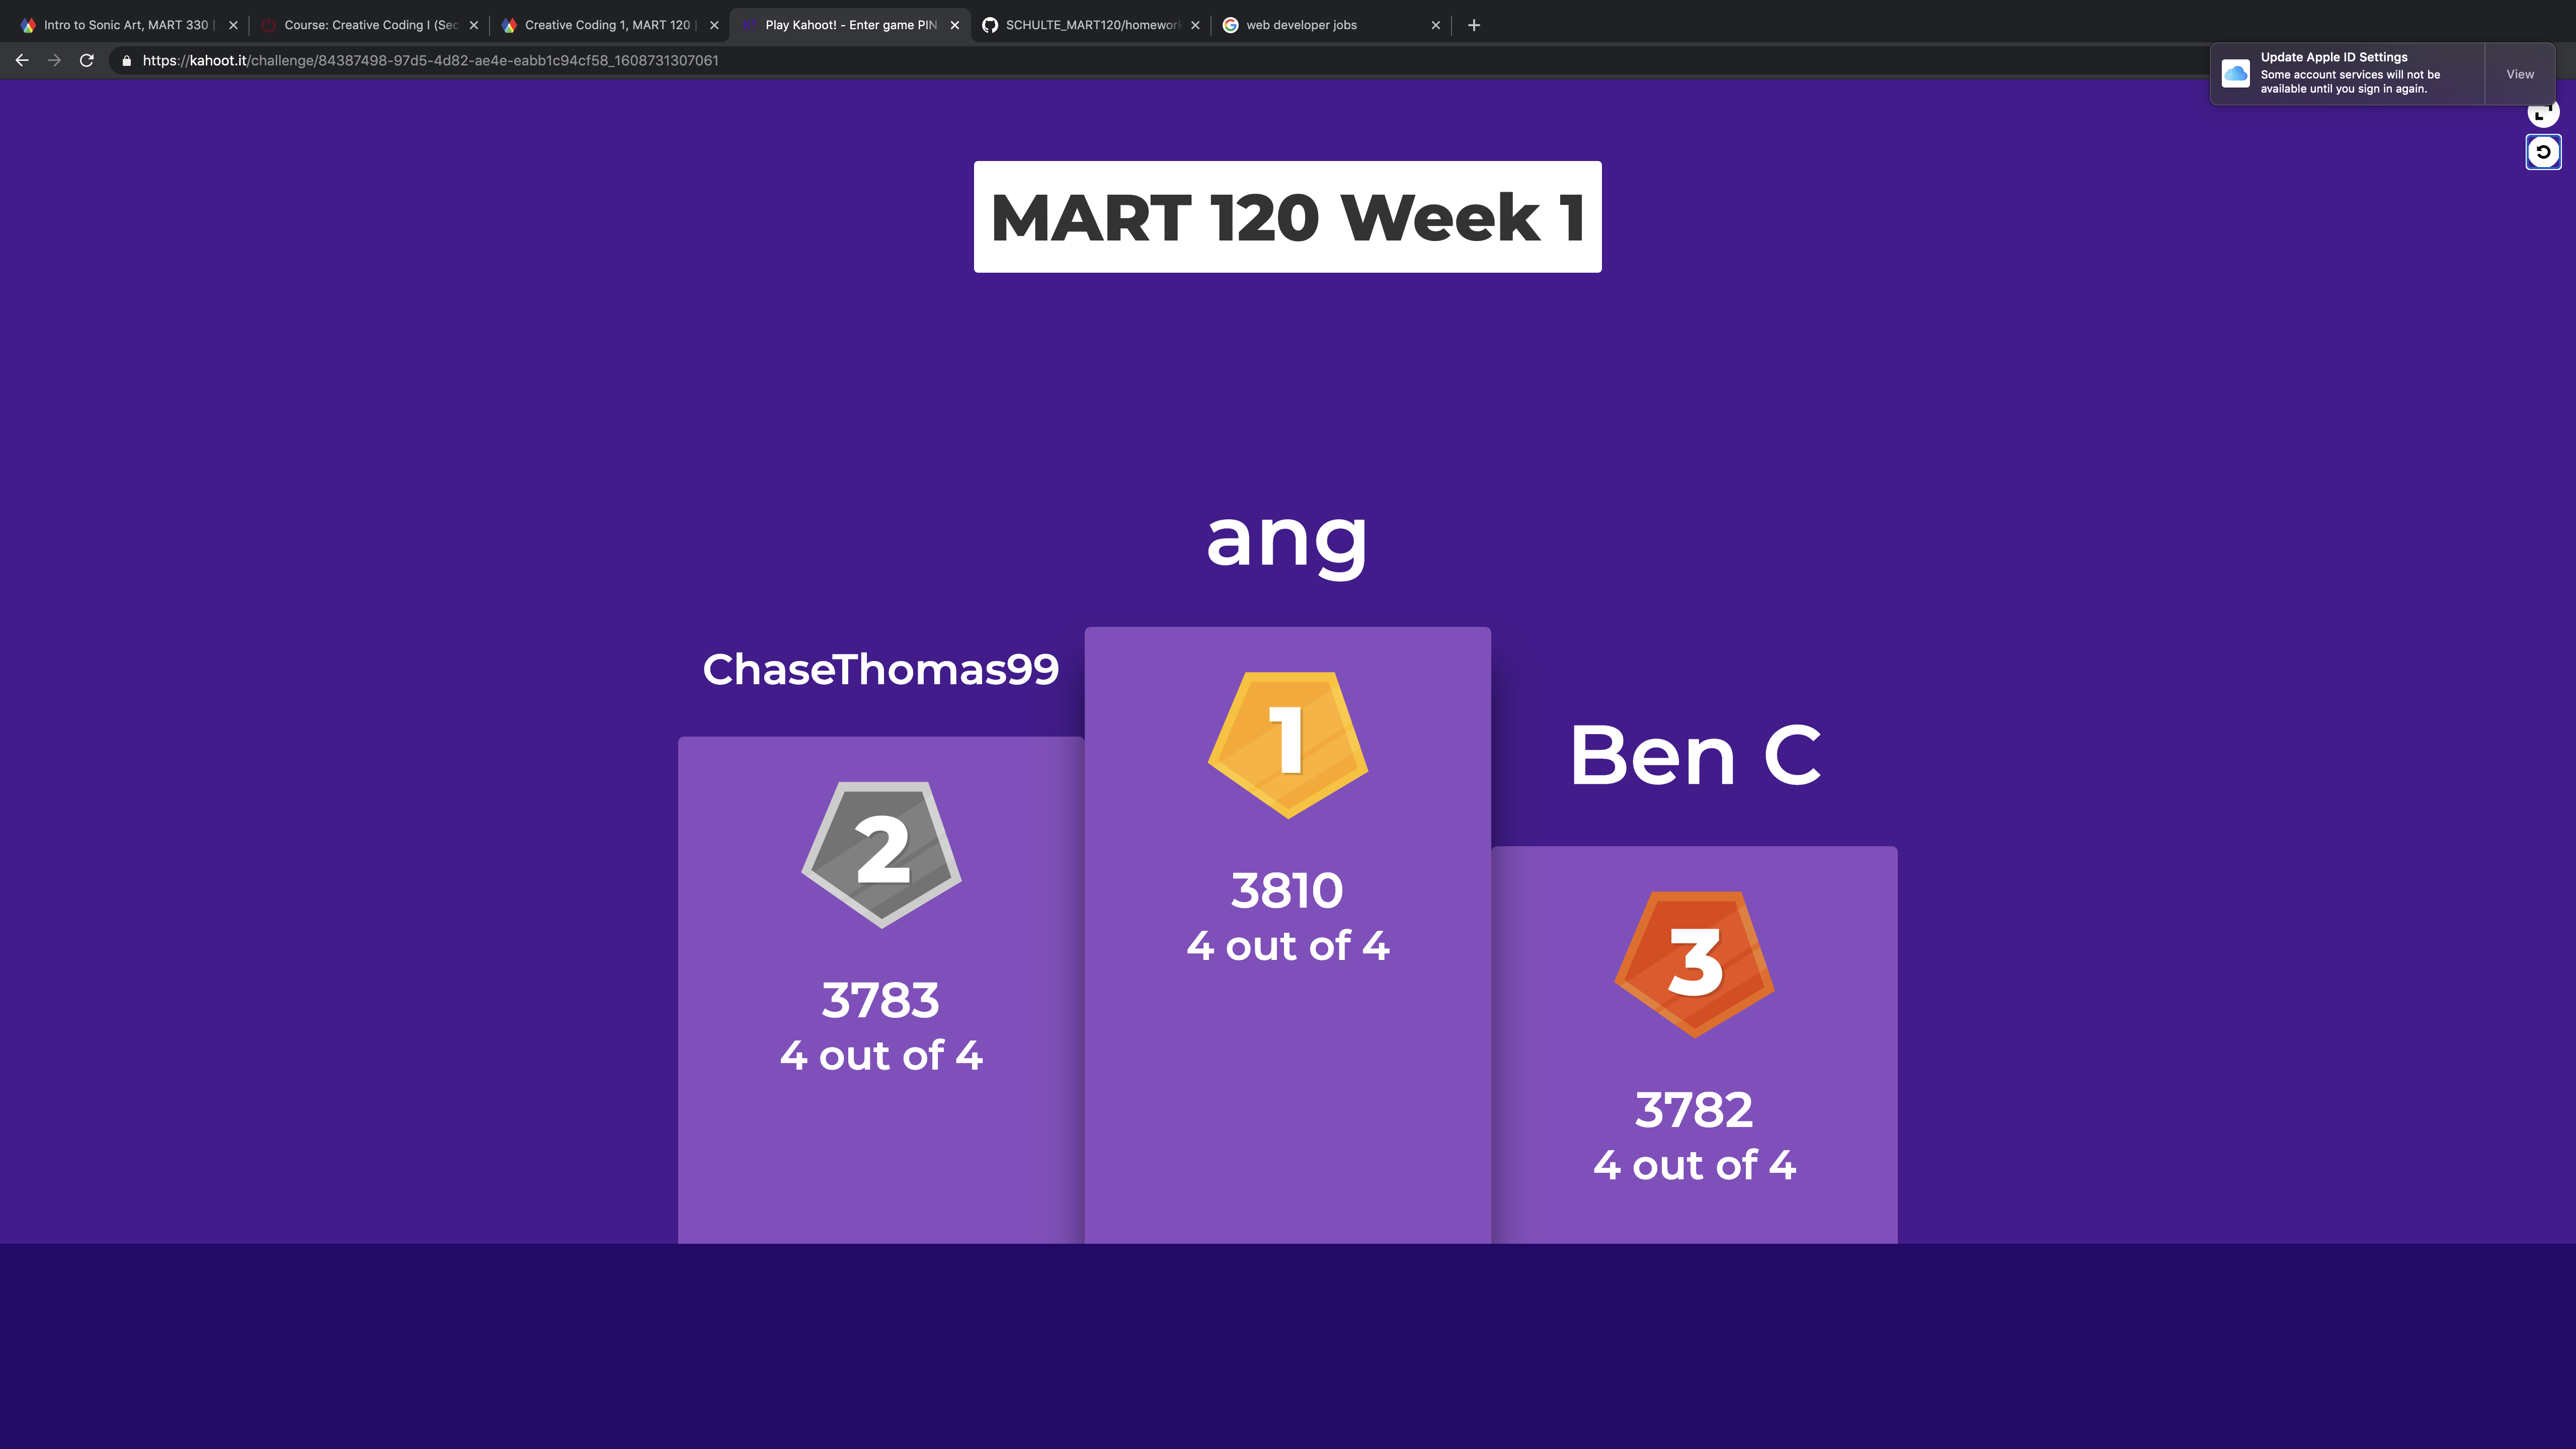 Intro to Sonic Art, MART 330 |
Course: Creative Coding I (Sec
Creative Coding 1, MART 120 |
Play Kahoot! - Enter game PIN
SCHULTE_MART120/homework
web developer jobs
https://kahoot.it/challenge/84387498-97d5-4d82-ae4e-eabb1c94cf58_1608731307061
Update Apple ID Settings
Some account services will not be
available until you sign in again.
View
MART 120 Week 1
ang
1
3810
4 out of 4
ChaseThomas99
2
3783
4 out of 4
Ben C
3
3782
4 out of 4